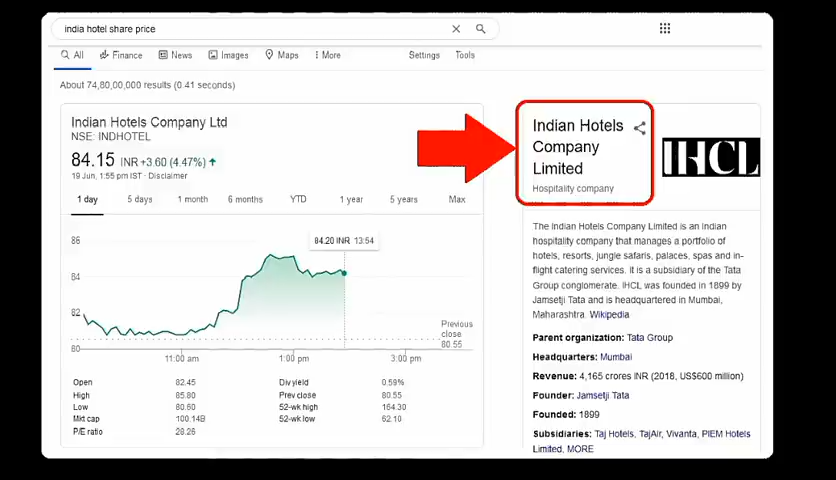 india hotel share price
All Finance News Images Maps More Settings Tools
About 74,80,00,000 results (0.41 seconds)
Indian Hotels Company Ltd
NSE: INDHOTEL
84.15 INR +3.60 (4.47%)
19 Jun, 1:55 pm IST · Disclaimer
1 day 5 days 1 month 6 months YTD 1 year 5 years Max
84.20 INR 13:54
86
84
82
80
Previous
close
80.55
11:00 am 1:00 pm 3:00 pm
Open 82.45 Div yield 0.59%
High 85.80 Prev close 80.55
Low 80.60 52-wk high 164.30
Mkt cap 100.14B 52-wk low 62.10
P/E ratio 28.26
Indian Hotels
Company
Limited
Hospitality company
IHCL
The Indian Hotels Company Limited is an Indian
hospitality company that manages a portfolio of
hotels, resorts, jungle safaris, palaces, spas and in-
flight catering services. It is a subsidiary of the Tata
Group conglomerate. IHCL was founded in 1899 by
Jamsetji Tata and is headquartered in Mumbai,
Maharashtra. Wikipedia
Parent organization: Tata Group
Headquarters: Mumbai
Revenue: 4,165 crores INR (2018, US$600 million)
Founder: Jamsetji Tata
Founded: 1899
Subsidiaries: Taj Hotels, TajAir, Vivanta, PIEM Hotels
Limited, MORE